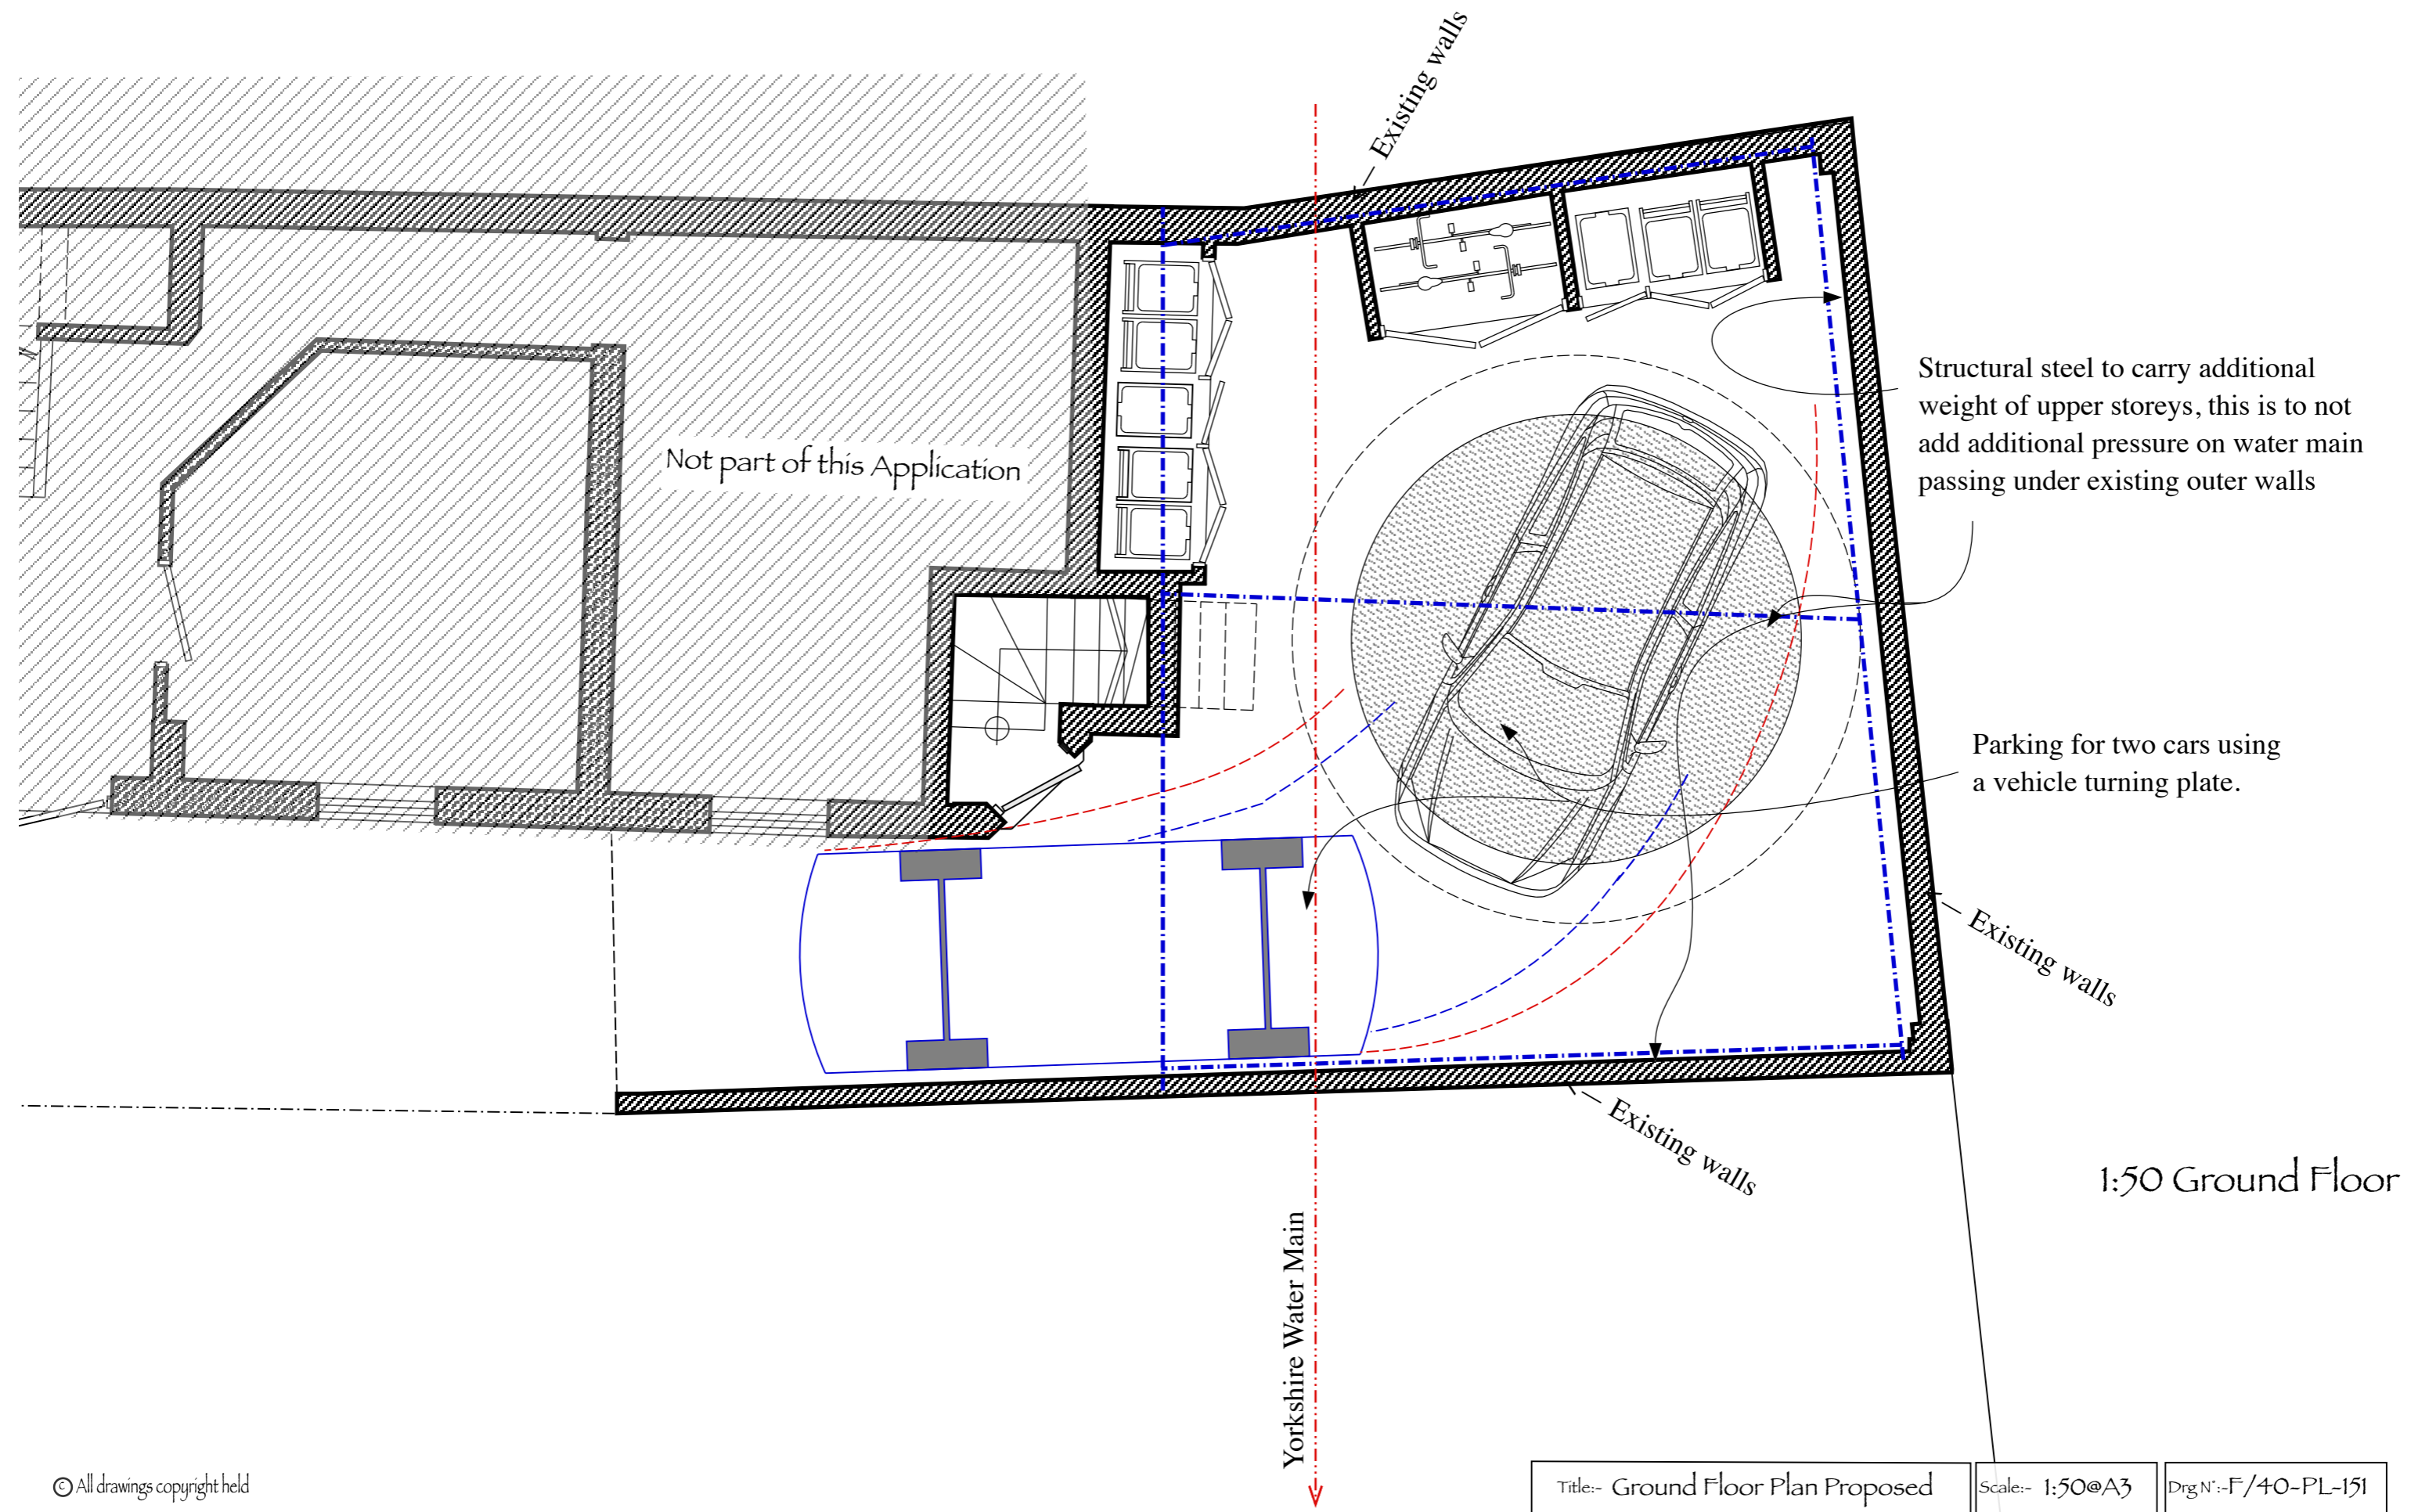 Existing walls
Not part of this Application
Structural steel to carry additional
weight of upper storeys, this is to not
add additional pressure on water main
passing under existing outer walls
Parking for two cars using
a vehicle turning plate.
Existing walls
Existing walls
1:50 Ground Floor
Yorkshire Water Main
© All drawings copyright held
Title:- Ground Floor Plan Proposed
Scale:- 1:50@A3
Drg N°:-F/40-PL-151